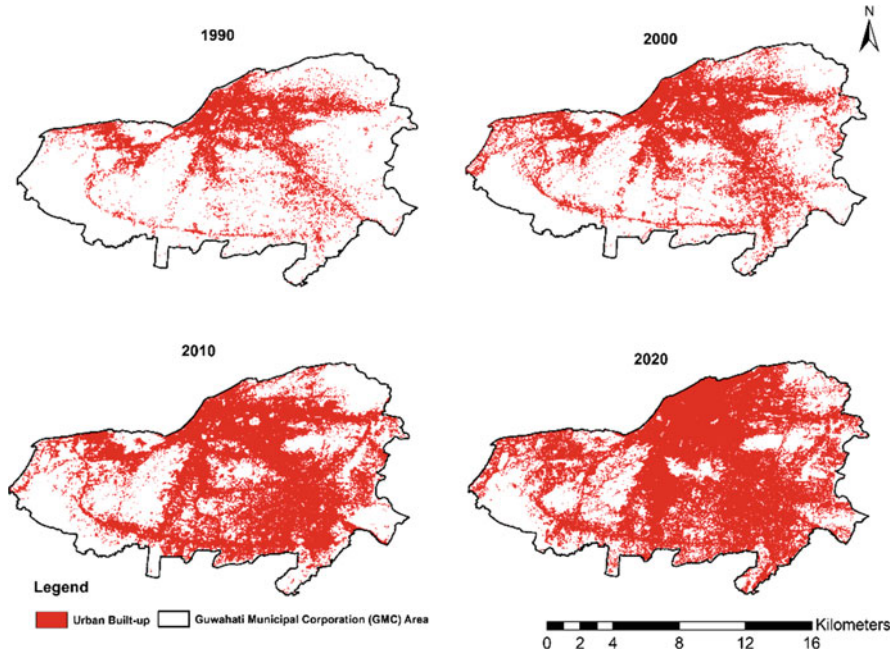 1990
2000
N
2010
2020
Legend
Urban Built-up
Guwahati Municipal Corporation (GMC) Area
Kilometers
0 2 4 8 12 16